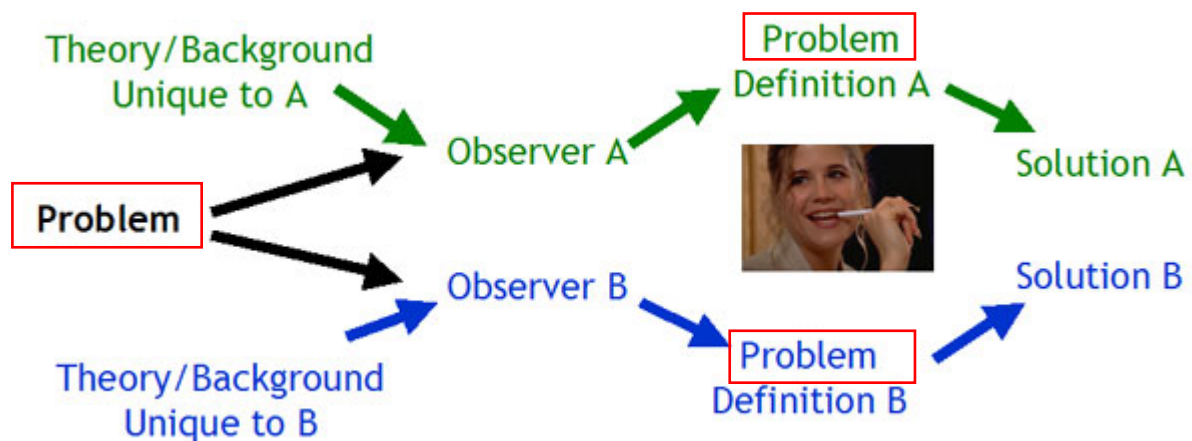 Theory/Background
Unique to A
Problem
Theory/Background
Unique to B
Observer A
Observer B
Problem
Definition A
Problem
Definition B
Solution A
Solution B